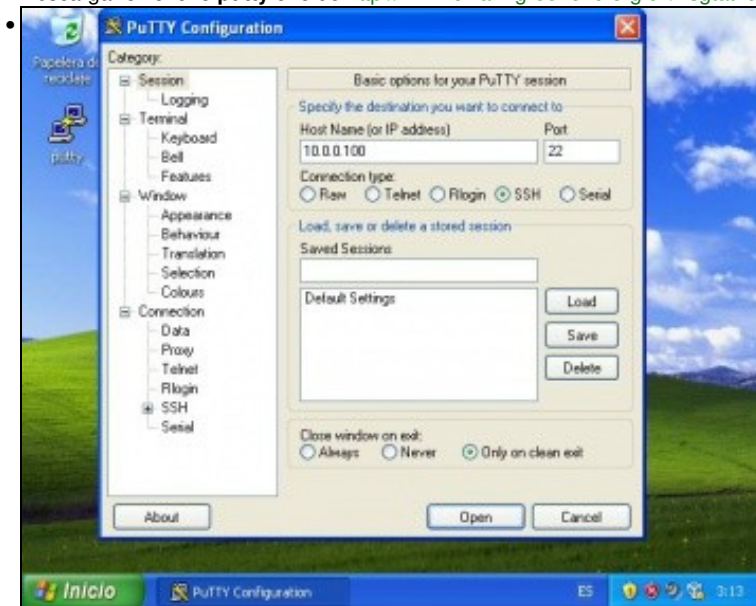 PuTTY Configuration
Papelera de
reciclaje
putty
Category:
Session
Logging
Terminal
Keyboard
Bell
Features
Window
Appearance
Behaviour
Translation
Selection
Colours
Connection
Data
Proxy
Telnet
Rlogin
SSH
Serial
Basic options for your PuTTY session
Specify the destination you want to connect to
Host Name (or IP address) Port
10.0.0.100 22
Connection type:
Raw Telnet Rlogin SSH Serial
Load, save or delete a stored session
Saved Sessions
Default Settings
Load
Save
Delete
Close window on exit:
Always Never Only on clean exit
About Open Cancel
Inicio PuTTY Configuration ES 3:13